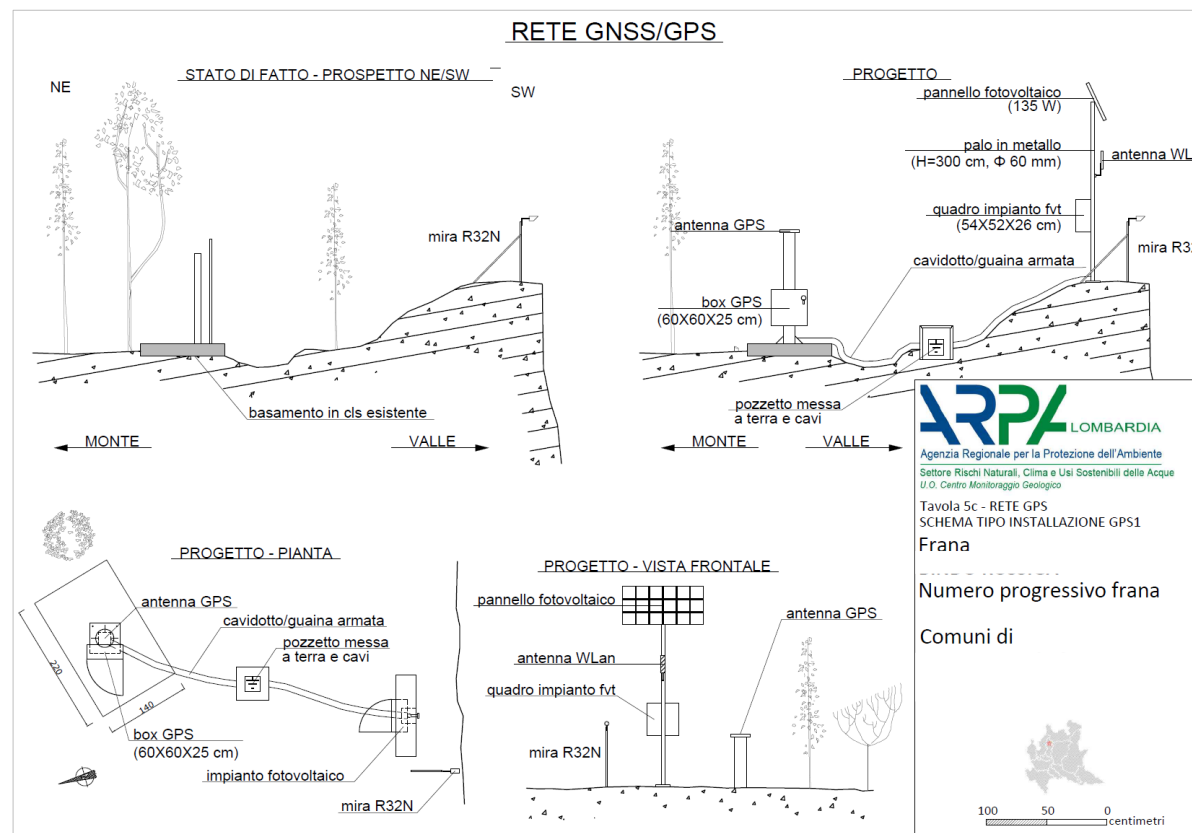 RETE GNSS/GPS
STATO DI FATTO - PROSPETTO NE/SW
NE
SW
mira R32N
basamento in cls esistente
MONTE
VALLE
PROGETTO
pannello fotovoltaico
(135 W)
palo in metallo
(H=300 cm, Φ 60 mm)
antenna WL
quadro impianto fvt
(54X52X26 cm)
antenna GPS
mira R32
cavidotto/guaina armata
box GPS
(60X60X25 cm)
pozzetto messa
a terra e cavi
MONTE
VALLE
PROGETTO - PIANTA
antenna GPS
cavidotto/guaina armata
pozzetto messa
a terra e cavi
220
140
box GPS
(60X60X25 cm)
impianto fotovoltaico
mira R32N
PROGETTO - VISTA FRONTALE
pannello fotovoltaico
antenna GPS
antenna WLan
quadro impianto fvt
mira R32N
ARPA LOMBARDIA
Agenzia Regionale per la Protezione dell'Ambiente
Settore Rischi Naturali, Clima e Usi Sostenibili delle Acque
U.O. Centro Monitoraggio Geologico
Tavola 5c - RETE GPS
SCHEMA TIPO INSTALLAZIONE GPS1
Frana
Numero progressivo frana
Comuni di
100 50 0
centimetri